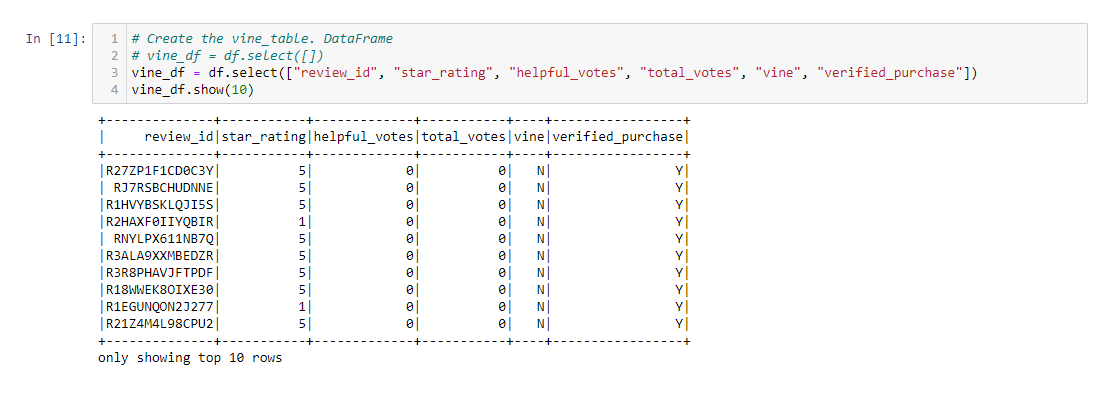 In [11]:
1 # Create the vine_table. DataFrame
2 # vine_df = df.select([])
3 vine_df = df.select(["review_id", "star_rating", "helpful_votes", "total_votes", "vine", "verified_purchase"])
4 vine_df.show(10)
+--------------+-----------+-------------+-----------+----+-----------------+
|     review_id|star_rating|helpful_votes|total_votes|vine|verified_purchase|
+--------------+-----------+-------------+-----------+----+-----------------+
|R27ZP1F1CD0C3Y|          5|            0|          0|   N|                Y|
| RJ7RSBCHUDNNE|          5|            0|          0|   N|                Y|
|R1HVYBSKLQJI5S|          5|            0|          0|   N|                Y|
|R2HAXF0IIYQBIR|          1|            0|          0|   N|                Y|
| RNYLPX611NB7Q|          5|            0|          0|   N|                Y|
|R3ALA9XXMBEDZR|          5|            0|          0|   N|                Y|
|R3R8PHAVJFTPDF|          5|            0|          0|   N|                Y|
|R18WWEK8OIXE30|          5|            0|          0|   N|                Y|
|R1EGUNQON2J277|          1|            0|          0|   N|                Y|
|R21Z4M4L98CPU2|          5|            0|          0|   N|                Y|
+--------------+-----------+-------------+-----------+----+-----------------+
only showing top 10 rows